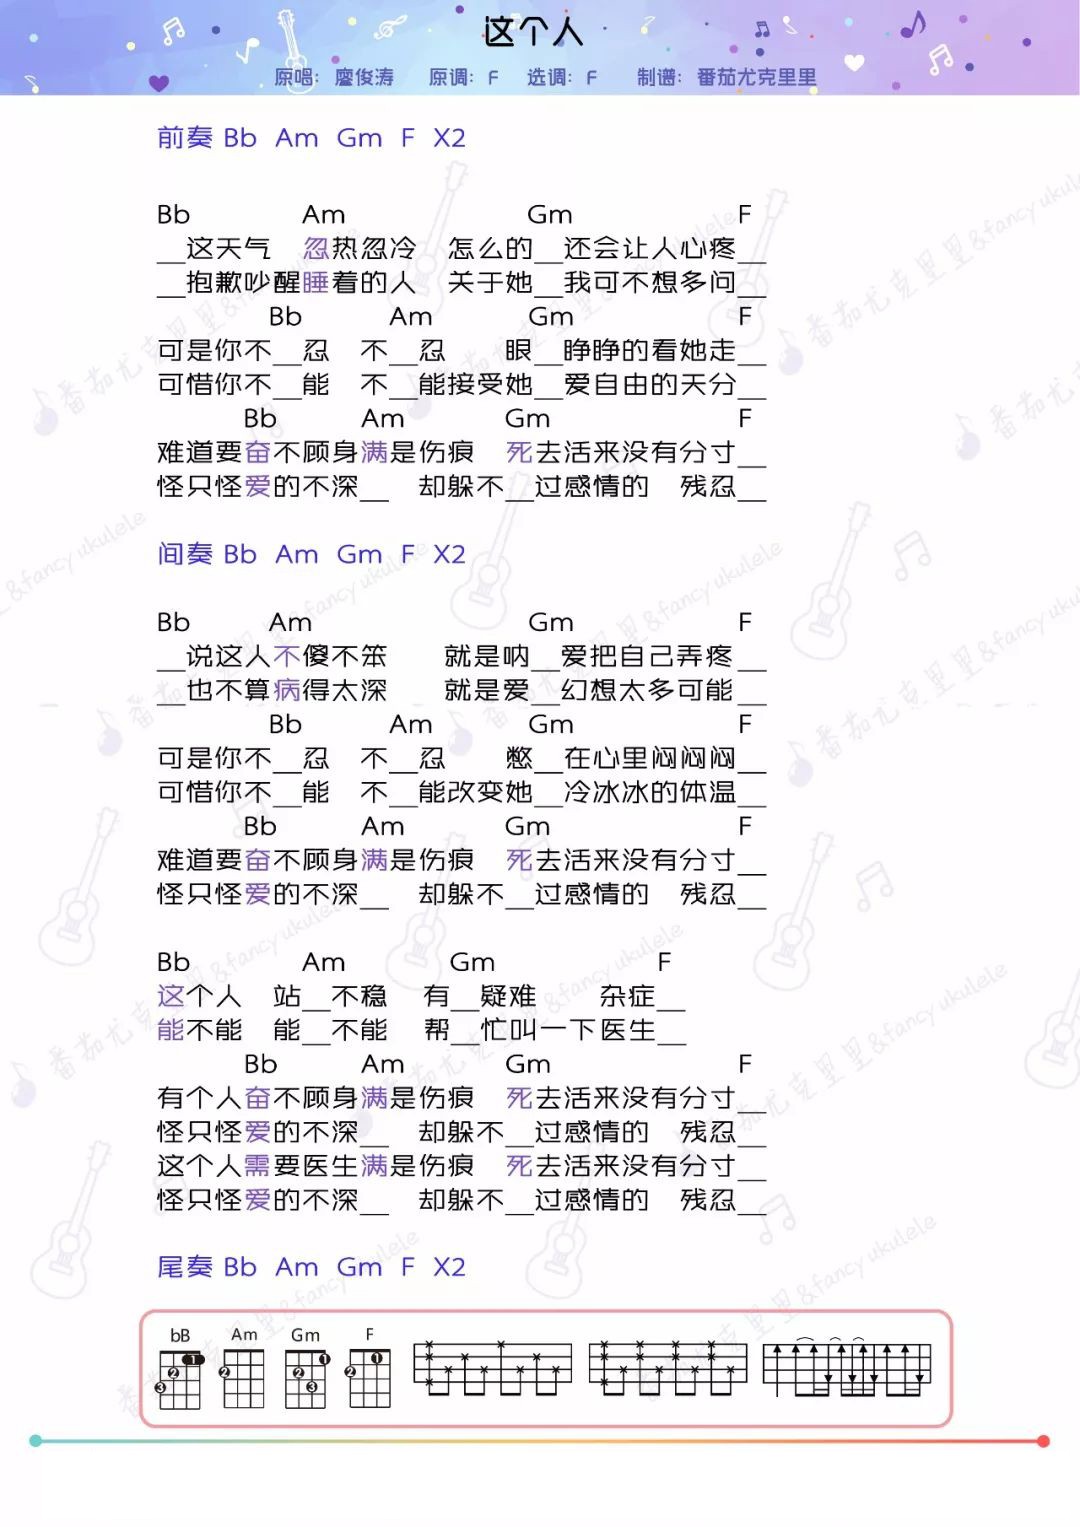 这个人
原唱：廖俊涛 原调：F 选调：F 制谱：番茄尤克里里
前奏 Bb Am Gm F X2
Bb Am Gm F
__这天气 忽热忽冷 怎么的__还会让人心疼__
__抱歉吵醒睡着的人 关于她__我可不想多问__
Bb Am Gm F
可是你不__忍 不__忍 眼__睁睁的看她走__
可惜你不__能 不__能接受她__爱自由的天分__
Bb Am Gm F
难道要奋不顾身满是伤痕 死去活来没有分寸__
怪只怪爱的不深__ 却躲不__过感情的 残忍__
间奏 Bb Am Gm F X2
Bb Am Gm F
__说这人不傻不笨 就是呐__爱把自己弄疼__
__也不算病得太深 就是爱__幻想太多可能__
Bb Am Gm F
可是你不__忍 不__忍 憋__在心里闷闷闷__
可惜你不__能 不__能改变她__冷冰冰的体温__
Bb Am Gm F
难道要奋不顾身满是伤痕 死去活来没有分寸__
怪只怪爱的不深__ 却躲不__过感情的 残忍__
Bb Am Gm F
这个人 站__不稳 有__疑难 杂症__
能不能 能__不能 帮__忙叫一下医生__
Bb Am Gm F
有个人奋不顾身满是伤痕 死去活来没有分寸__
怪只怪爱的不深__ 却躲不__过感情的 残忍__
这个人需要医生满是伤痕 死去活来没有分寸__
怪只怪爱的不深__ 却躲不__过感情的 残忍__
尾奏 Bb Am Gm F X2
bB Am Gm F
1 1 1
2 2 2 2
3 3
番茄尤克里里&fancy ukulele